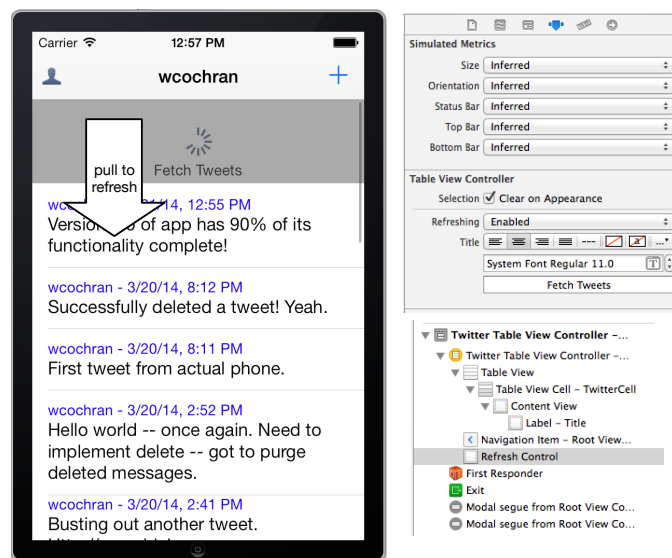 Carrier 12:57 PM
wcochran
Fetch Tweets
pull to
refresh
/14, 12:55 PM
of app has 90% of its
functionality complete!
wcochran - 3/20/14, 8:12 PM
Successfully deleted a tweet! Yeah.
wcochran - 3/20/14, 8:11 PM
First tweet from actual phone.
wcochran - 3/20/14, 2:52 PM
Hello world -- once again. Need to
implement delete -- got to purge
deleted messages.
wcochran - 3/20/14, 2:41 PM
Busting out another tweet.
Simulated Metrics
Size Inferred
Orientation Inferred
Status Bar Inferred
Top Bar Inferred
Bottom Bar Inferred
Table View Controller
Selection Clear on Appearance
Refreshing Enabled
Title --- a ...
System Font Regular 11.0 T
Fetch Tweets
Twitter Table View Controller –...
Twitter Table View Controller –...
Table View
Table View Cell – TwitterCell
Content View
Label – Title
Navigation Item – Root View...
Refresh Control
First Responder
Exit
Modal segue from Root View Co...
Modal segue from Root View Co...